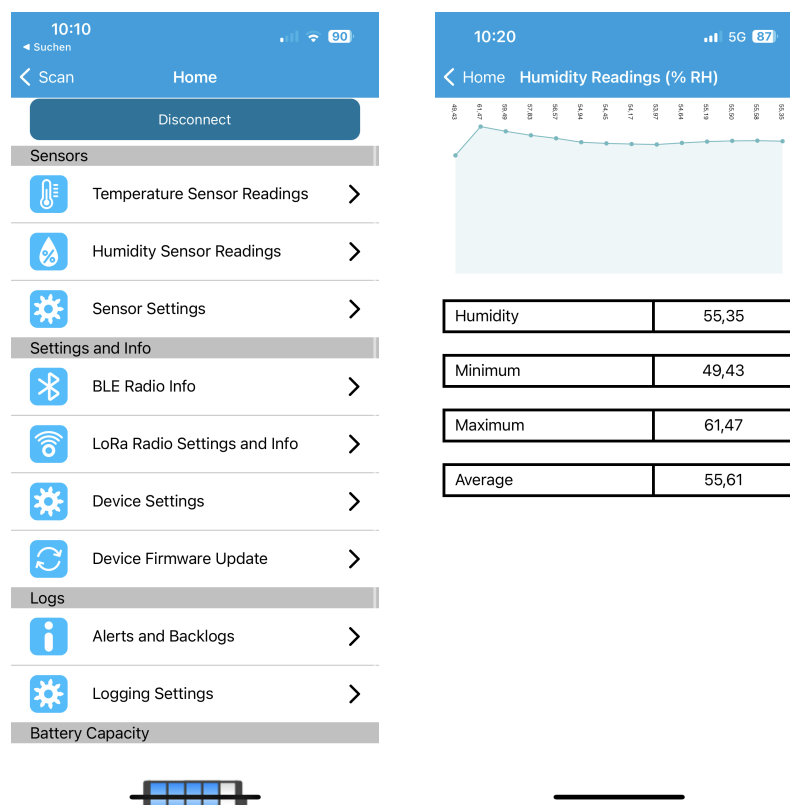 10:10
◀ Suchen
90
Scan
Home
Disconnect
Sensors
Temperature Sensor Readings
Humidity Sensor Readings
Sensor Settings
Settings and Info
BLE Radio Info
LoRa Radio Settings and Info
Device Settings
Device Firmware Update
Logs
Alerts and Backlogs
Logging Settings
Battery Capacity
10:20
5G 87
Home
Humidity Readings (% RH)
49,43
61,47
59,49
57,83
56,57
54,94
54,45
54,17
53,97
54,64
55,19
55,50
55,58
55,35
Humidity 55,35
Minimum 49,43
Maximum 61,47
Average 55,61